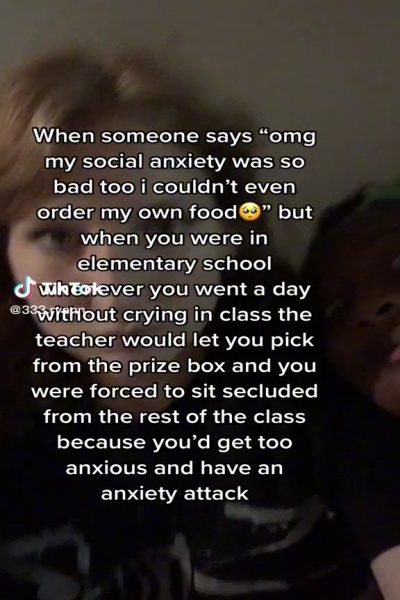 When someone says “omg
my social anxiety was so
bad too i couldn’t even
order my own food🥺” but
when you were in
elementary school
whenever you went a day
TikTok
without crying in class the
teacher would let you pick
from the prize box and you
were forced to sit secluded
from the rest of the class
because you’d get too
anxious and have an
anxiety attack